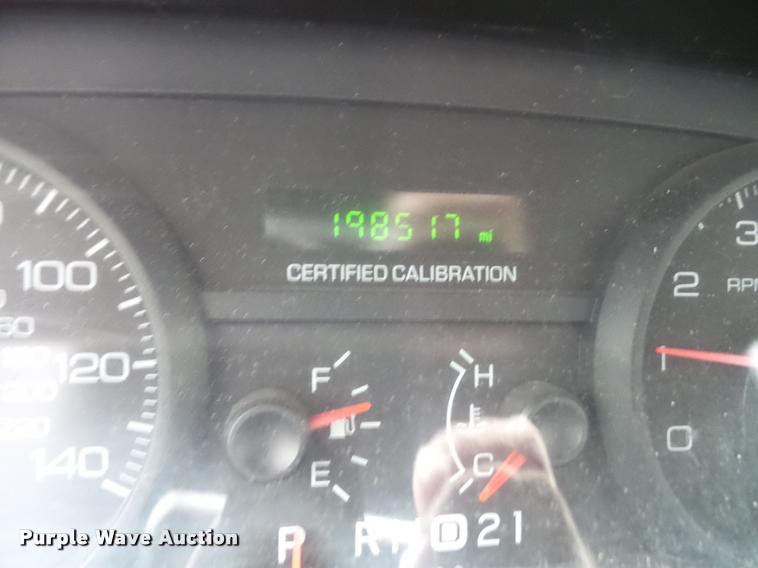 198517 mi
CERTIFIED CALIBRATION
100
120
140
F
E
H
C
3
2
RPM
1
0
P R D 2 1
Purple Wave Auction